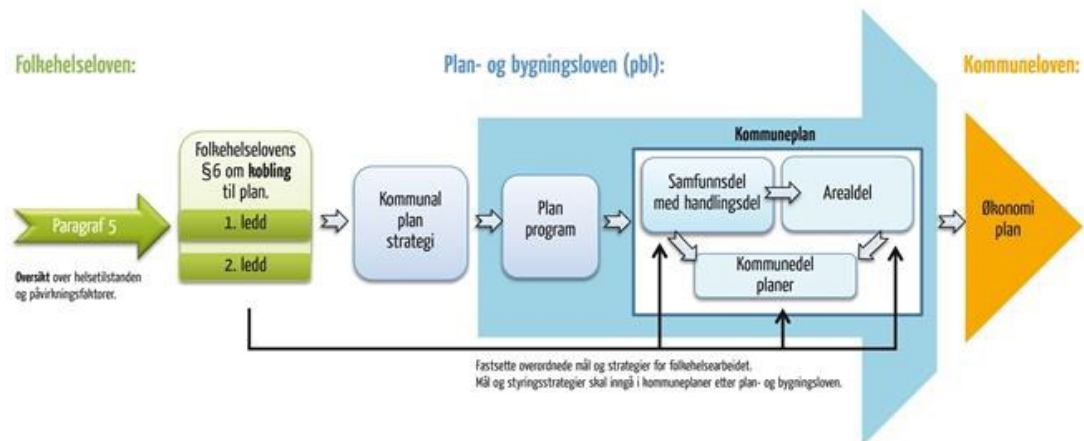 Folkehelseloven:
Plan- og bygningsloven (pbl):
Kommuneloven:
Paragraf 5
Oversikt over helsetilstanden
og påvirkningsfaktorer.
Folkehelselovens
§6 om kobling
til plan.
1. ledd
2. ledd
Kommunal
plan
strategi
Plan
program
Kommuneplan
Samfunnsdel
med handlingsdel
Arealdel
Kommunedel
planer
Økonomi
plan
Fastsette overordnede mål og strategier for folkehelsearbeidet.
Mål og styringsstrategier skal inngå i kommuneplaner etter plan- og bygningsloven.